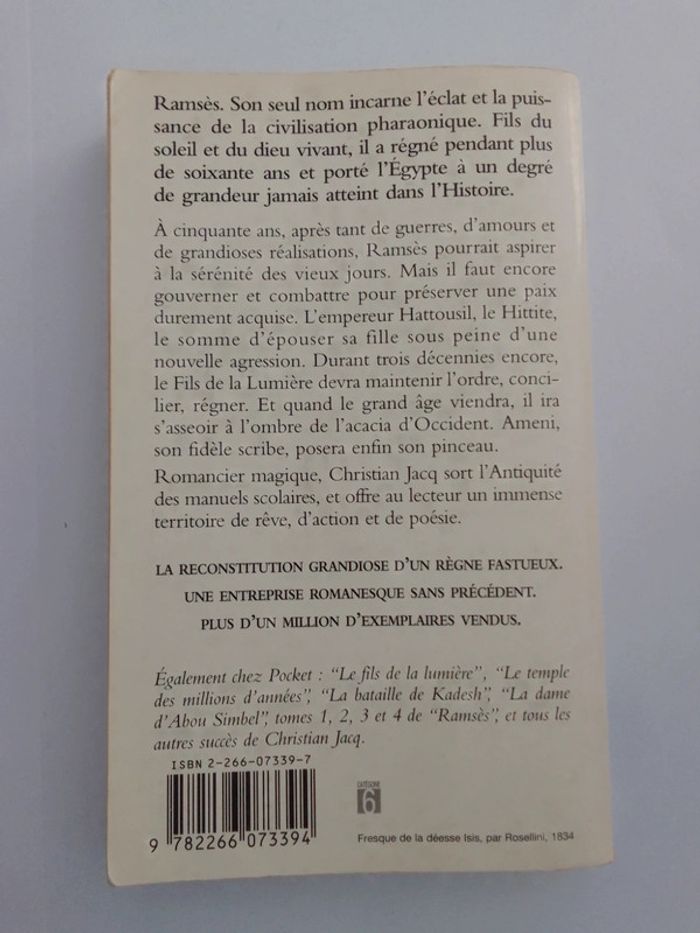 Ramsès. Son seul nom incarne l'éclat et la puis-
sance de la civilisation pharaonique. Fils du
soleil et du dieu vivant, il a régné pendant plus
de soixante ans et porté l'Égypte à un degré
de grandeur jamais atteint dans l'Histoire.
À cinquante ans, après tant de guerres, d'amours et
de grandioses réalisations, Ramsès pourrait aspirer
à la sérénité des vieux jours. Mais il faut encore
gouverner et combattre pour préserver une paix
durement acquise. L'empereur Hattousil, le Hittite,
le somme d'épouser sa fille sous peine d'une
nouvelle agression. Durant trois décennies encore,
le Fils de la Lumière devra maintenir l'ordre, conci-
lier, régner. Et quand le grand âge viendra, il ira
s'asseoir à l'ombre de l'acacia d'Occident. Ameni,
son fidèle scribe, posera enfin son pinceau.
Romancier magique, Christian Jacq sort l'Antiquité
des manuels scolaires, et offre au lecteur un immense
territoire de rêve, d'action et de poésie.
LA RECONSTITUTION GRANDIOSE D'UN RÈGNE FASTUEUX.
UNE ENTREPRISE ROMANESQUE SANS PRÉCÉDENT.
PLUS D'UN MILLION D'EXEMPLAIRES VENDUS.
Également chez Pocket : "Le fils de la lumière", "Le temple
des millions d'années", "La bataille de Kadesh", "La dame
d'Abou Simbel", tomes 1, 2, 3 et 4 de "Ramsès", et tous les
autres succès de Christian Jacq.
ISBN 2-266-07339-7
9 782266 073394
CATÉGORIE
6
Fresque de la déesse Isis, par Rosellini, 1834